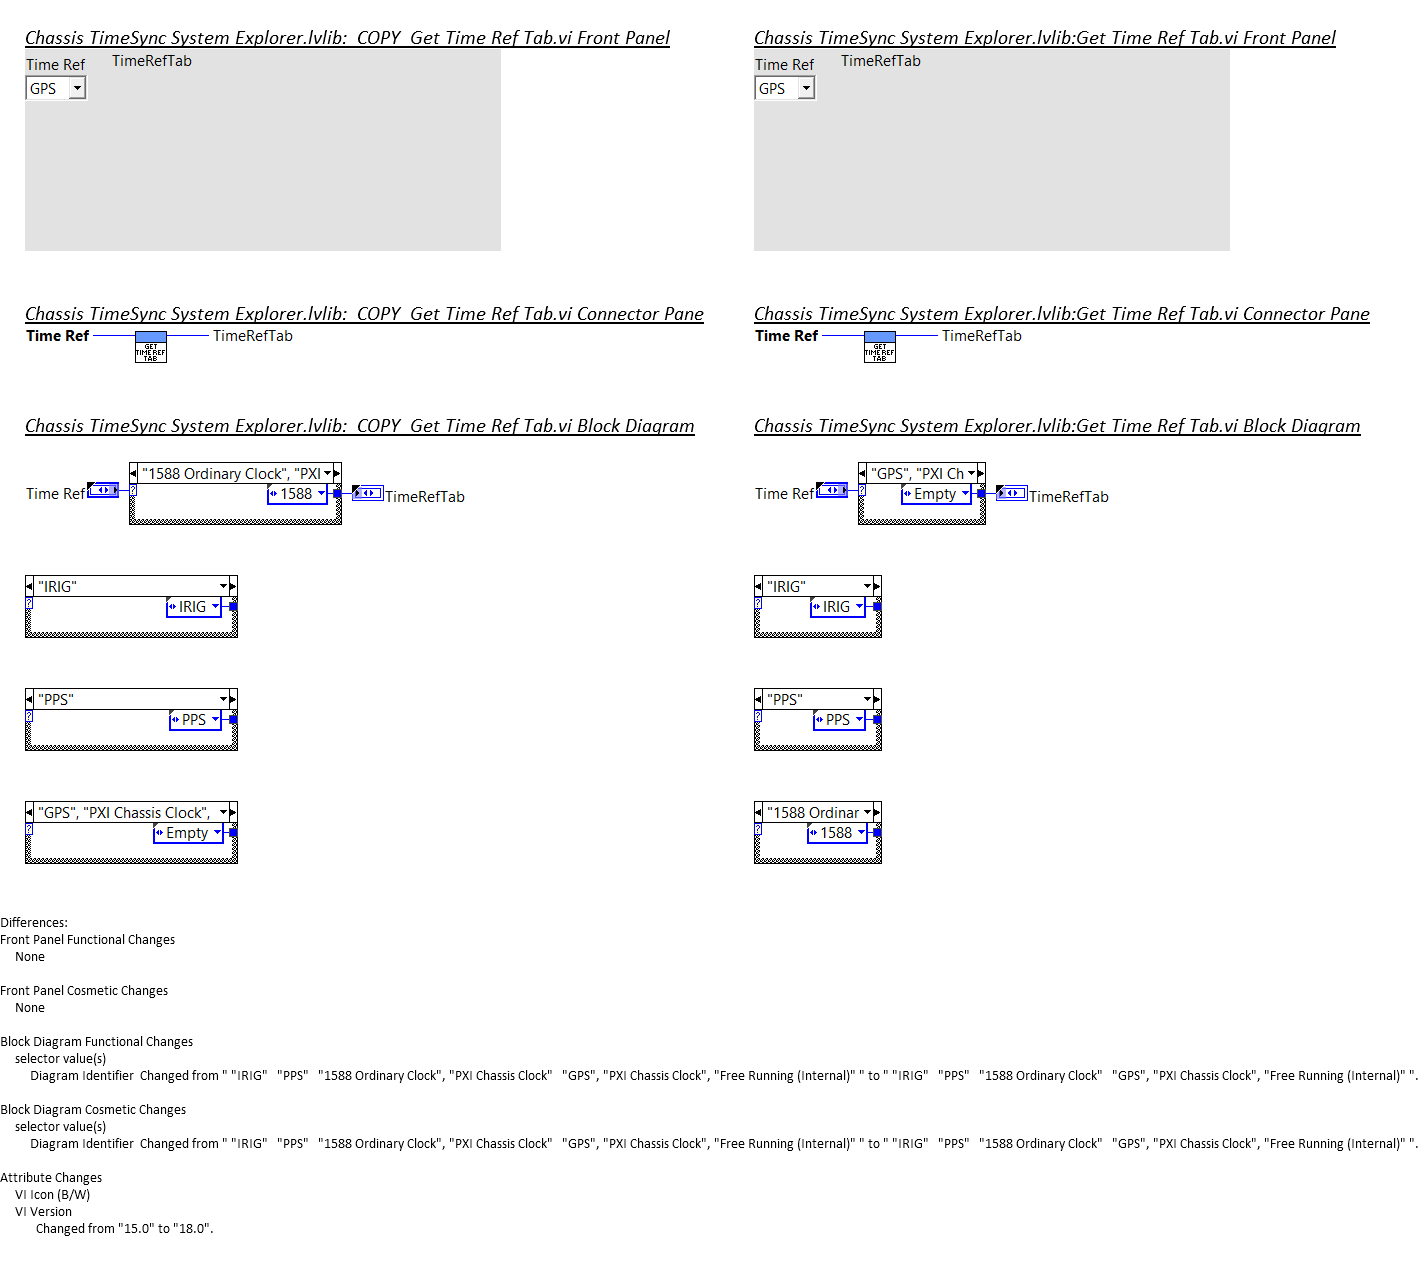 Chassis TimeSync System Explorer.lvlib:  COPY  Get Time Ref Tab.vi Front Panel
Time Ref
TimeRefTab
GPS
Chassis TimeSync System Explorer.lvlib:Get Time Ref Tab.vi Front Panel
Time Ref
TimeRefTab
GPS
Chassis TimeSync System Explorer.lvlib:  COPY  Get Time Ref Tab.vi Connector Pane
Time Ref
TimeRefTab
GET
TIME REF
TAB
Chassis TimeSync System Explorer.lvlib:Get Time Ref Tab.vi Connector Pane
Time Ref
TimeRefTab
GET
TIME REF
TAB
Chassis TimeSync System Explorer.lvlib:  COPY  Get Time Ref Tab.vi Block Diagram
"1588 Ordinary Clock", "PXI
Time Ref
?
1588
TimeRefTab
"IRIG"
?
IRIG
"PPS"
?
PPS
"GPS", "PXI Chassis Clock",
?
Empty
Chassis TimeSync System Explorer.lvlib:Get Time Ref Tab.vi Block Diagram
"GPS", "PXI Ch
Time Ref
?
Empty
TimeRefTab
"IRIG"
?
IRIG
"PPS"
?
PPS
"1588 Ordinar
?
1588
Differences:
Front Panel Functional Changes
None
Front Panel Cosmetic Changes
None
Block Diagram Functional Changes
selector value(s)
Diagram Identifier  Changed from " "IRIG"   "PPS"   "1588 Ordinary Clock", "PXI Chassis Clock"   "GPS", "PXI Chassis Clock", "Free Running (Internal)" " to " "IRIG"   "PPS"   "1588 Ordinary Clock"   "GPS", "PXI Chassis Clock", "Free Running (Internal)" ".
Block Diagram Cosmetic Changes
selector value(s)
Diagram Identifier  Changed from " "IRIG"   "PPS"   "1588 Ordinary Clock", "PXI Chassis Clock"   "GPS", "PXI Chassis Clock", "Free Running (Internal)" " to " "IRIG"   "PPS"   "1588 Ordinary Clock"   "GPS", "PXI Chassis Clock", "Free Running (Internal)" ".
Attribute Changes
VI Icon (B/W)
VI Version
Changed from "15.0" to "18.0".